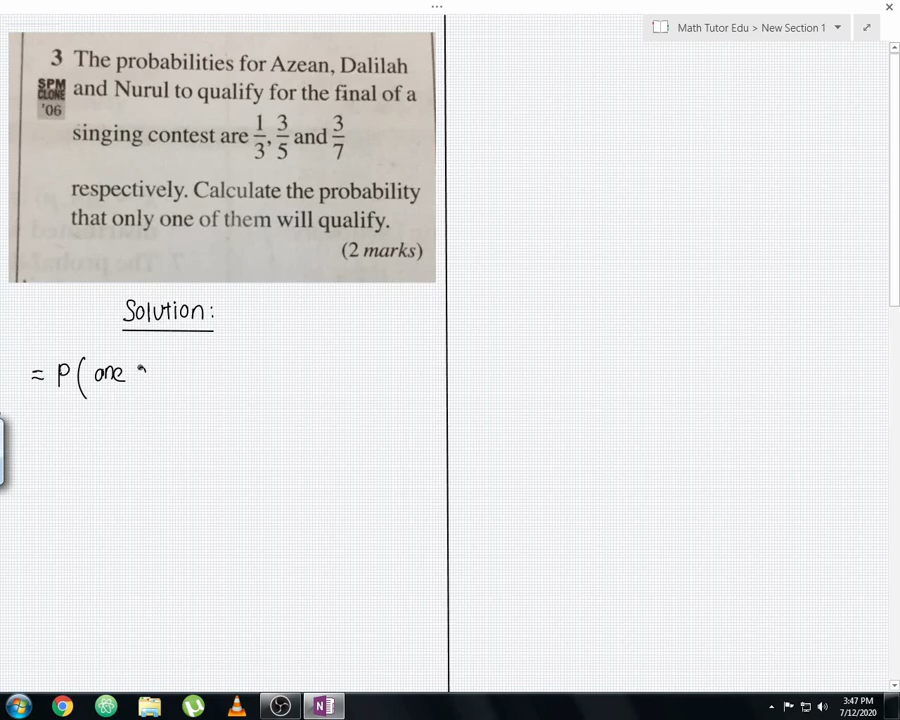 Math Tutor Edu > New Section 1
3 The probabilities for Azean, Dalilah
SPM CLONE '06 and Nurul to qualify for the final of a
singing contest are 1/3, 3/5 and 3/7
respectively. Calculate the probability
that only one of them will qualify.
(2 marks)
Solution:
= P( one
3:47 PM
7/12/2020